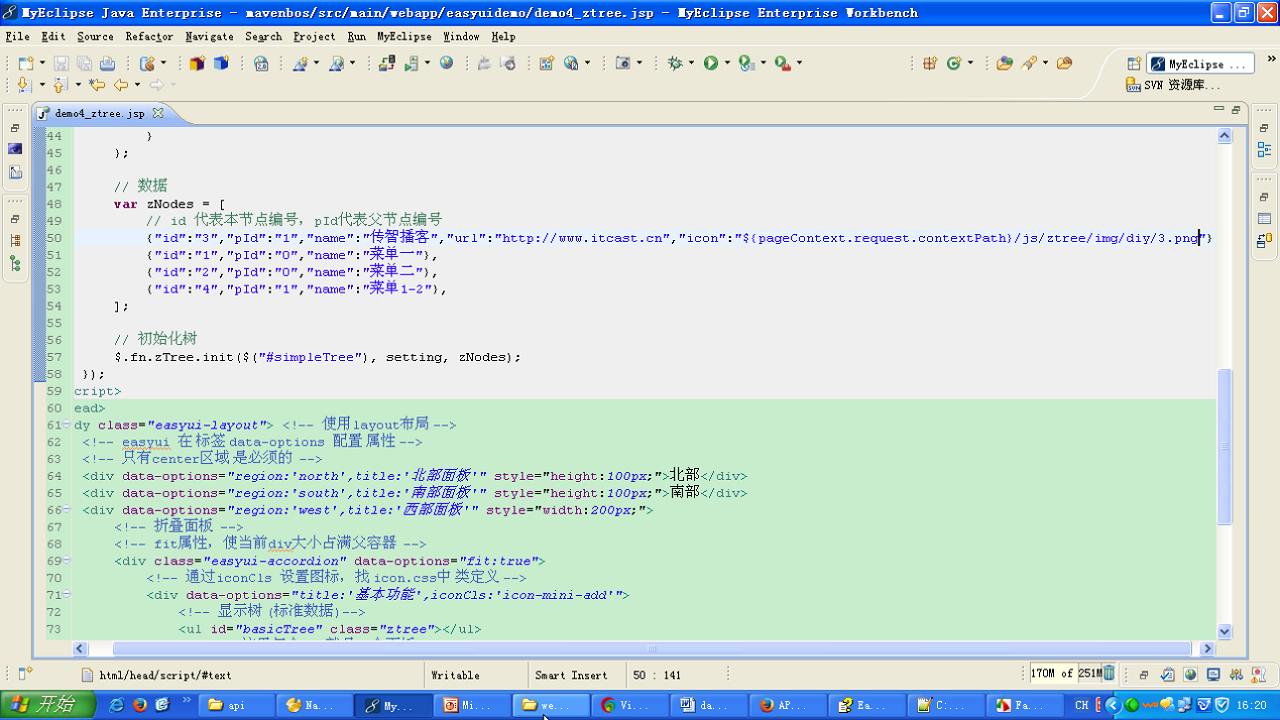 MyEclipse Java Enterprise - mavenbos/src/main/webapp/easyuidemo/demo4_ztree.jsp - MyEclipse Enterprise Workbench
File Edit Source Refactor Navigate Search Project Run MyEclipse Window Help
MyEclipse ...
SVN 资源库...
demo4_ztree.jsp
44 }
45 );
46
47 // 数据
48 var zNodes = [
49 // id 代表本节点编号，pId代表父节点编号
50 {"id":"3","pId":"1","name":"传智播客","url":"http://www.itcast.cn","icon":"${pageContext.request.contextPath}/js/ztree/img/diy/3.png"}
51 {"id":"1","pId":"0","name":"菜单一"},
52 {"id":"2","pId":"0","name":"菜单二"},
53 {"id":"4","pId":"1","name":"菜单1-2"},
54 ];
55
56 // 初始化树
57 $.fn.zTree.init($("#simpleTree"), setting, zNodes);
58 });
59 cript>
60 ead>
61 dy class="easyui-layout"> <!-- 使用layout布局 -->
62 <!-- easyui 在标签data-options 配置 属性 -->
63 <!-- 只有center区域 是必须的 -->
64 <div data-options="region:'north',title:'北部面板'" style="height:100px;">北部</div>
65 <div data-options="region:'south',title:'南部面板'" style="height:100px;">南部</div>
66 <div data-options="region:'west',title:'西部面板'" style="width:200px;">
67 <!-- 折叠面板 -->
68 <!-- fit属性，使当前div大小占满父容器 -->
69 <div class="easyui-accordion" data-options="fit:true">
70 <!-- 通过iconCls 设置图标，找 icon.css中 类定义 -->
71 <div data-options="title:'基本功能',iconCls:'icon-mini-add'">
72 <!-- 显示树 (标准数据) -->
73 <ul id="basicTree" class="ztree"></ul>
html/head/script/#text
Writable
Smart Insert
50 : 141
170M of 251M
开始
api
Na...
My...
Mi...
we...
Vi...
da...
AP...
Ea...
C:...
Fa...
CH
16:20